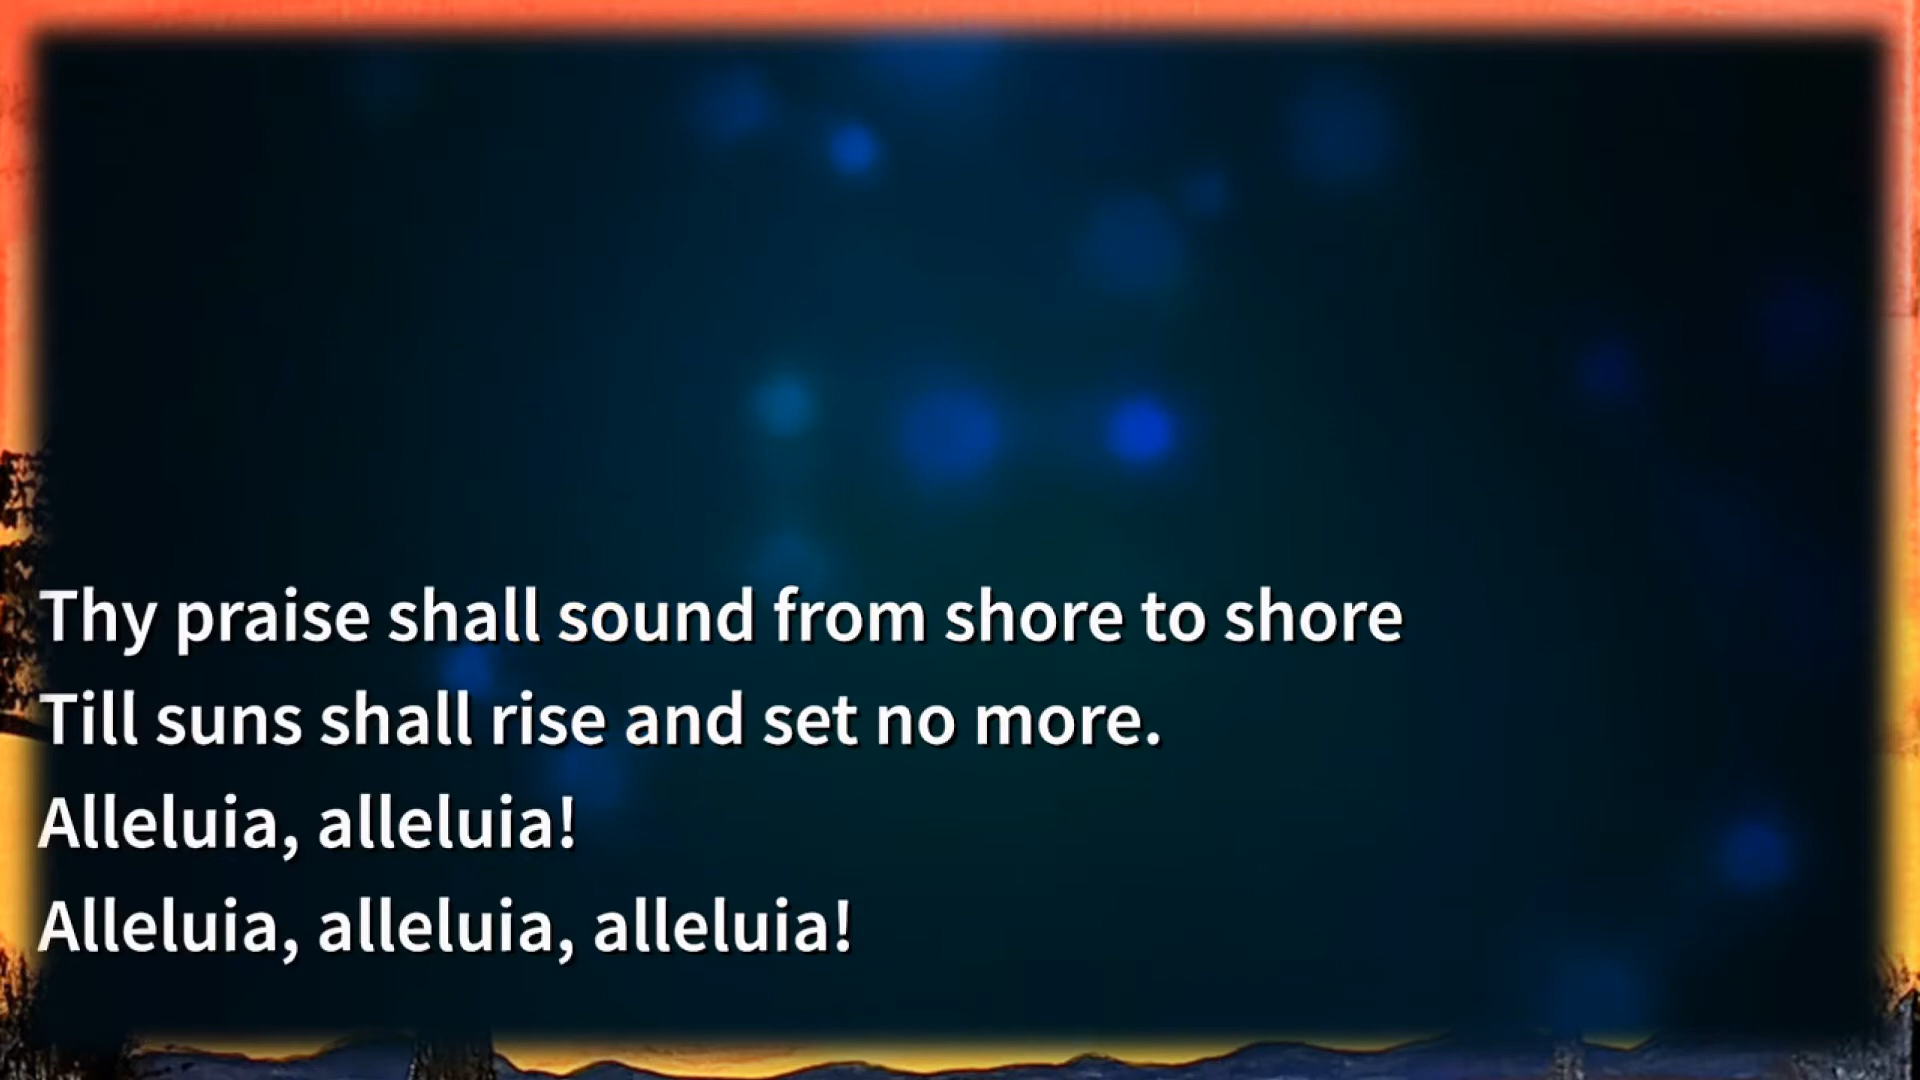 Thy praise shall sound from shore to shore
Till suns shall rise and set no more.
Alleluia, alleluia!
Alleluia, alleluia, alleluia!